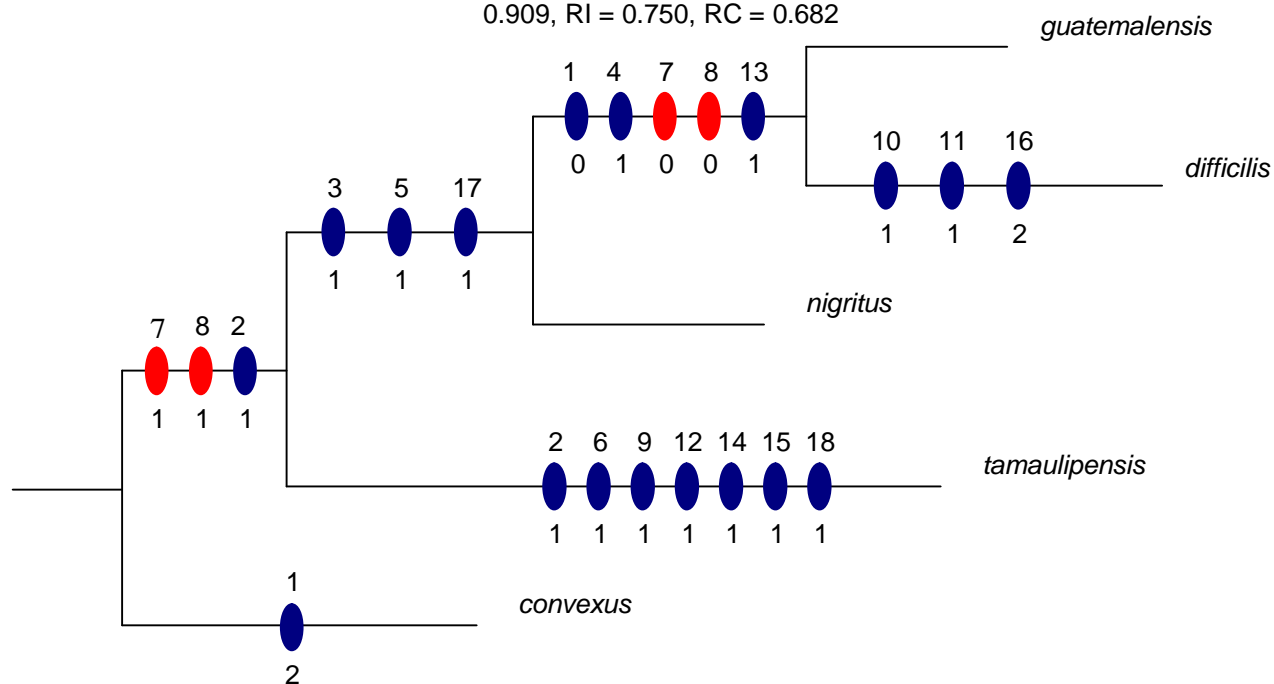 0.909, RI = 0.750, RC = 0.682
guatemalensis
1 4 7 8 13
0 1 0 0 1
10 11 16
difficilis
1 1 2
3 5 17
1 1 1
nigritus
7 8 2
1 1 1
2 6 9 12 14 15 18
tamaulipensis
1 1 1 1 1 1 1
1
convexus
2